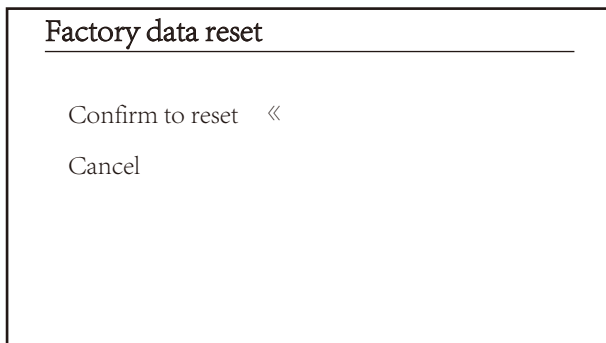 Factory data reset
Confirm to reset «
Cancel